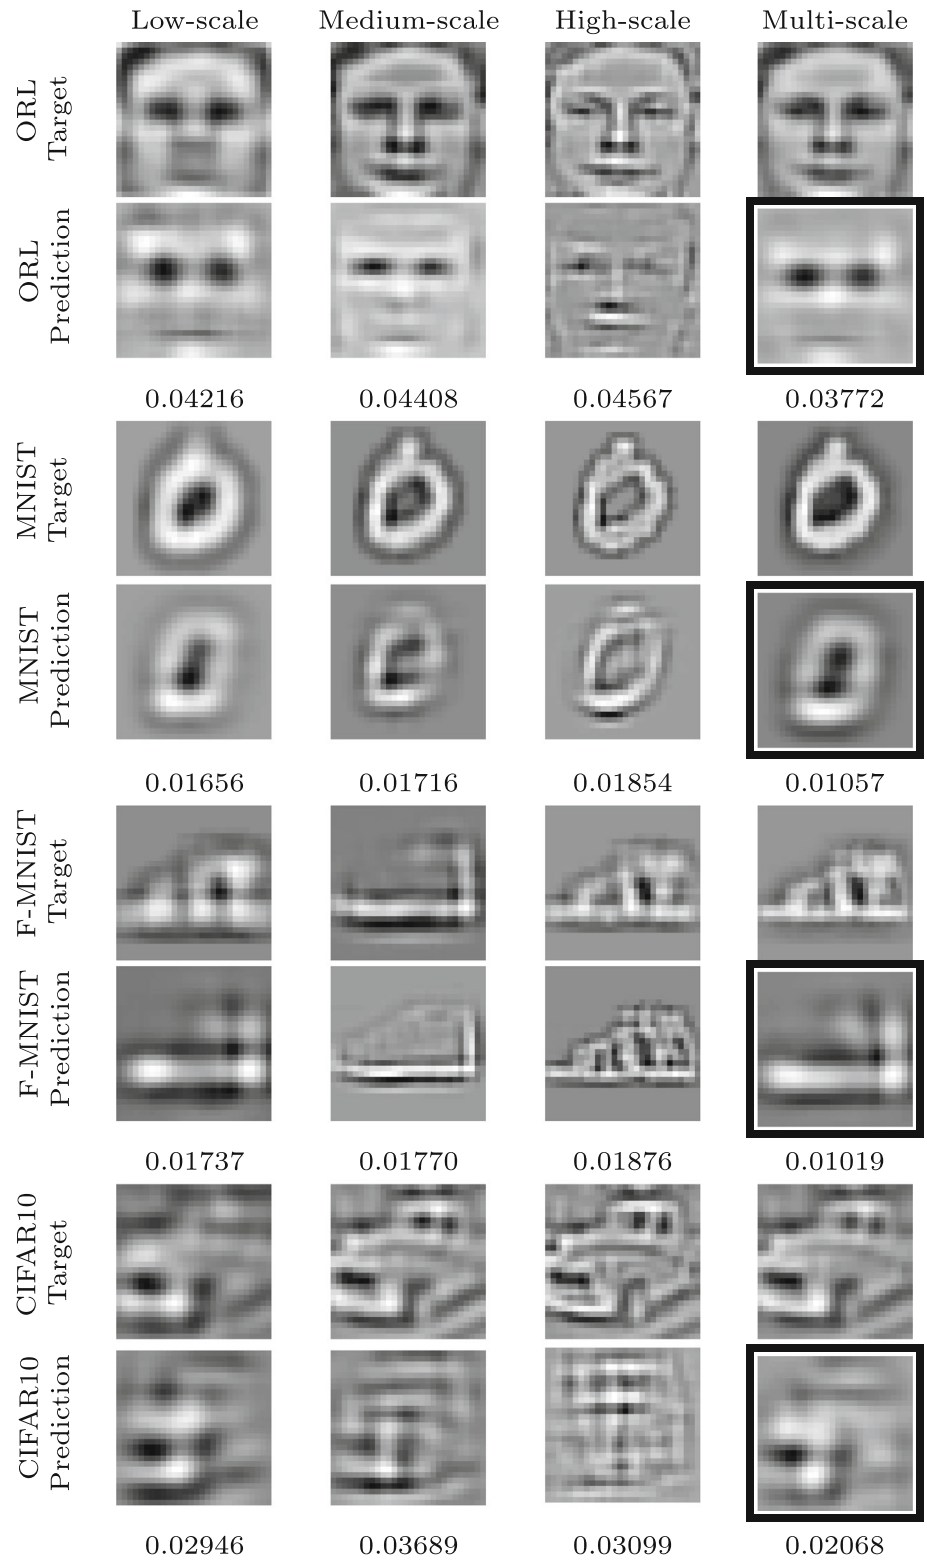 Low-scale Medium-scale High-scale Multi-scale
ORL
Target
ORL
Prediction
0.04216 0.04408 0.04567 0.03772
MNIST
Target
MNIST
Prediction
0.01656 0.01716 0.01854 0.01057
F-MNIST
Target
F-MNIST
Prediction
0.01737 0.01770 0.01876 0.01019
CIFAR10
Target
CIFAR10
Prediction
0.02946 0.03689 0.03099 0.02068